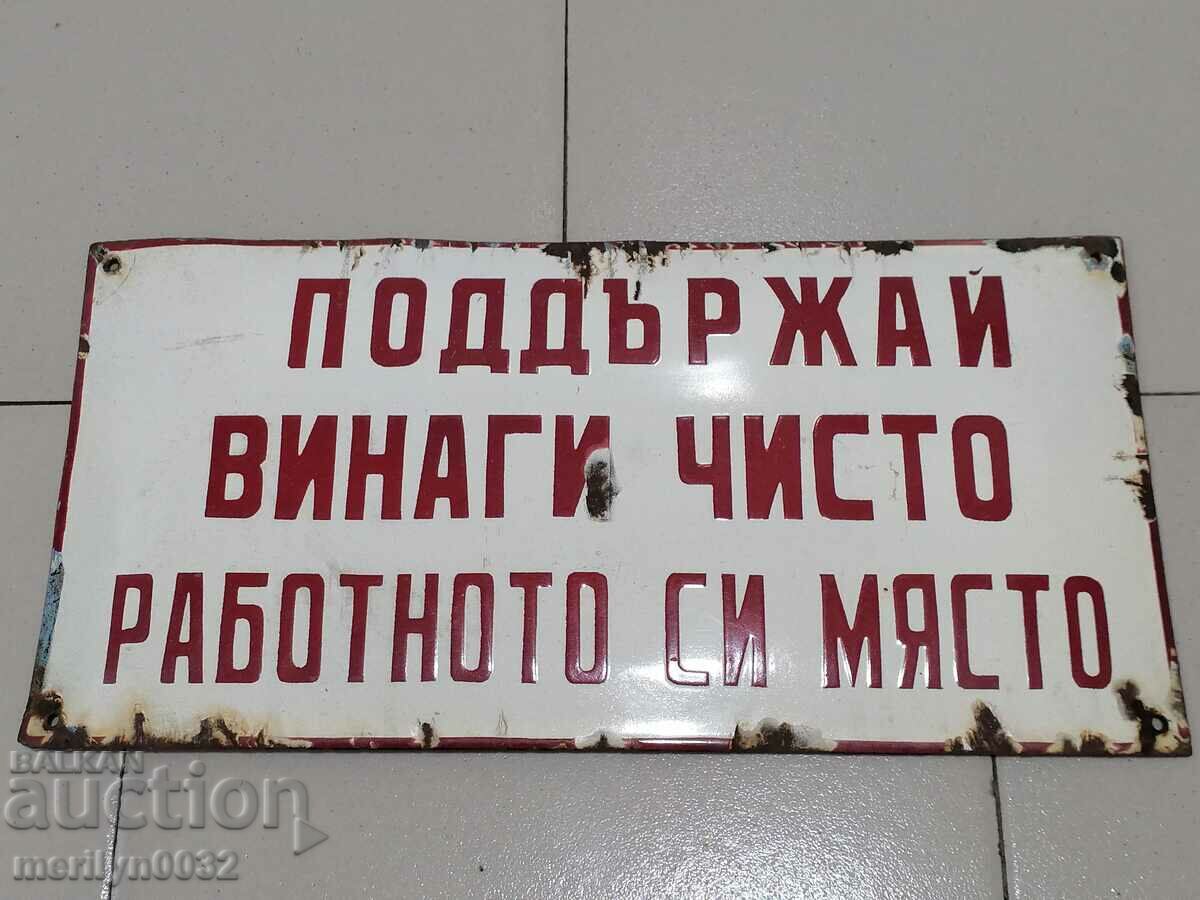 ПОДДЪРЖАЙ
ВИНАГИ ЧИСТО
РАБОТНОТО СИ МЯСТО
BALKAN
auction
merilyn0032